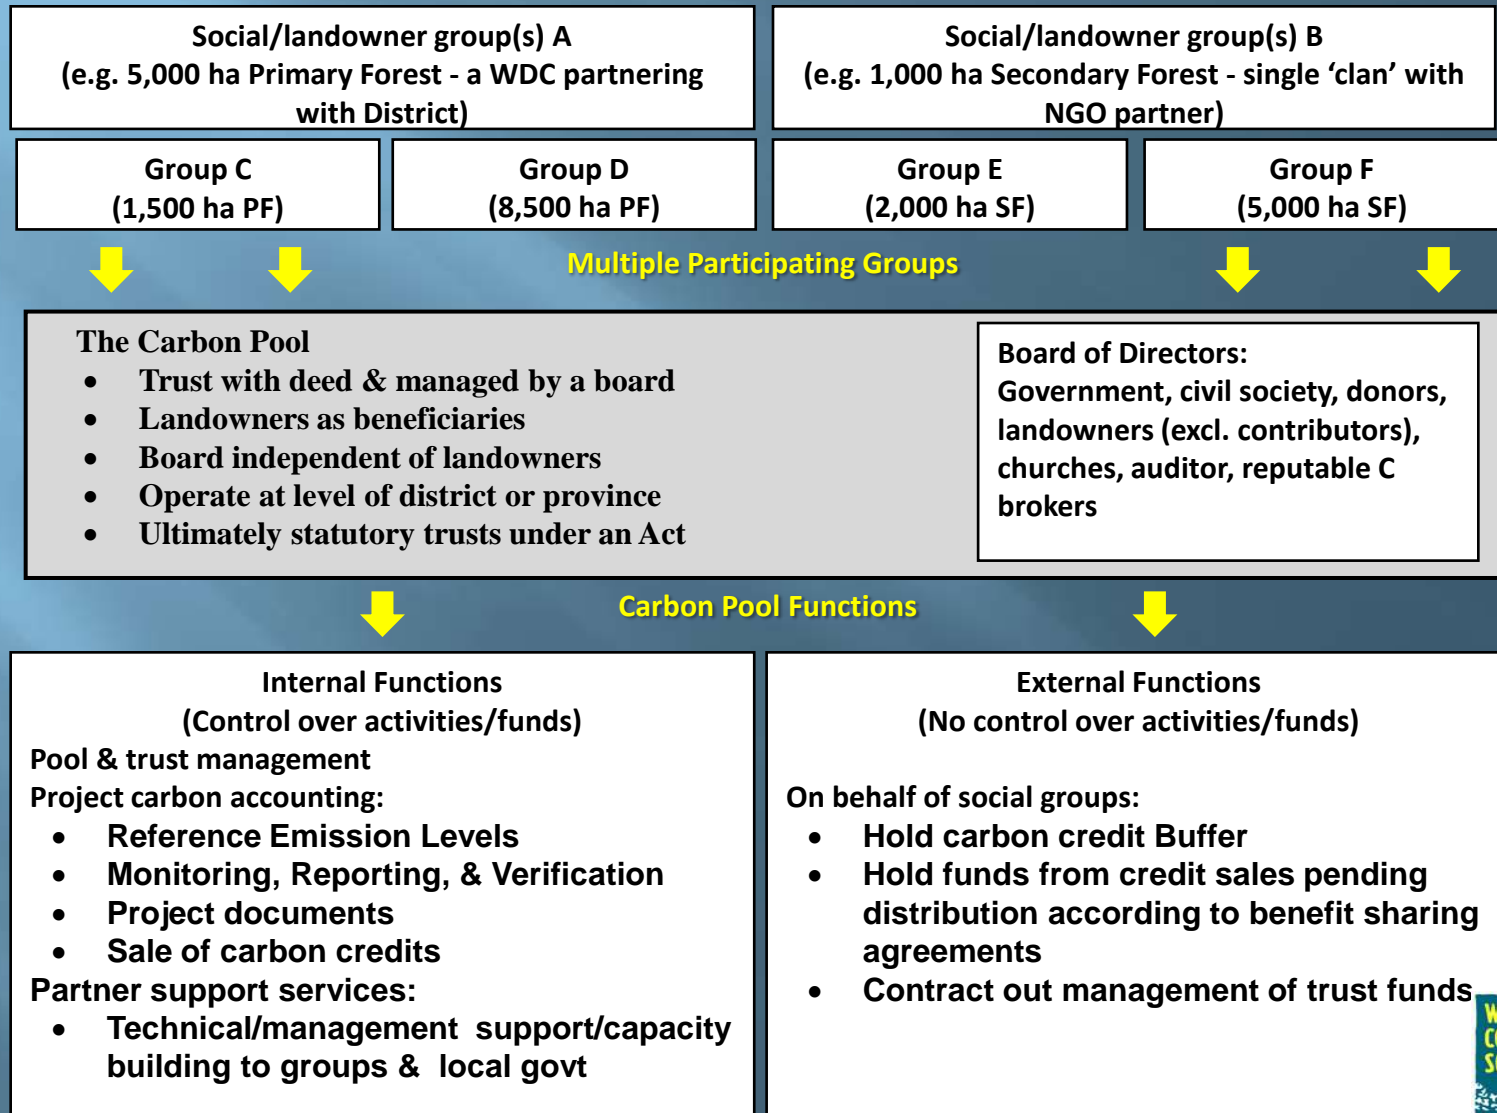 Social/landowner group(s) A
(e.g. 5,000 ha Primary Forest - a WDC partnering
with District)
Social/landowner group(s) B
(e.g. 1,000 ha Secondary Forest - single ‘clan’ with
NGO partner)
Group C
(1,500 ha PF)
Group D
(8,500 ha PF)
Group E
(2,000 ha SF)
Group F
(5,000 ha SF)
Multiple Participating Groups
The Carbon Pool
• Trust with deed & managed by a board
• Landowners as beneficiaries
• Board independent of landowners
• Operate at level of district or province
• Ultimately statutory trusts under an Act
Board of Directors:
Government, civil society, donors,
landowners (excl. contributors),
churches, auditor, reputable C
brokers
Carbon Pool Functions
Internal Functions
(Control over activities/funds)
Pool & trust management
Project carbon accounting:
• Reference Emission Levels
• Monitoring, Reporting, & Verification
• Project documents
• Sale of carbon credits
Partner support services:
• Technical/management support/capacity
building to groups & local govt
External Functions
(No control over activities/funds)
On behalf of social groups:
• Hold carbon credit Buffer
• Hold funds from credit sales pending
distribution according to benefit sharing
agreements
• Contract out management of trust funds